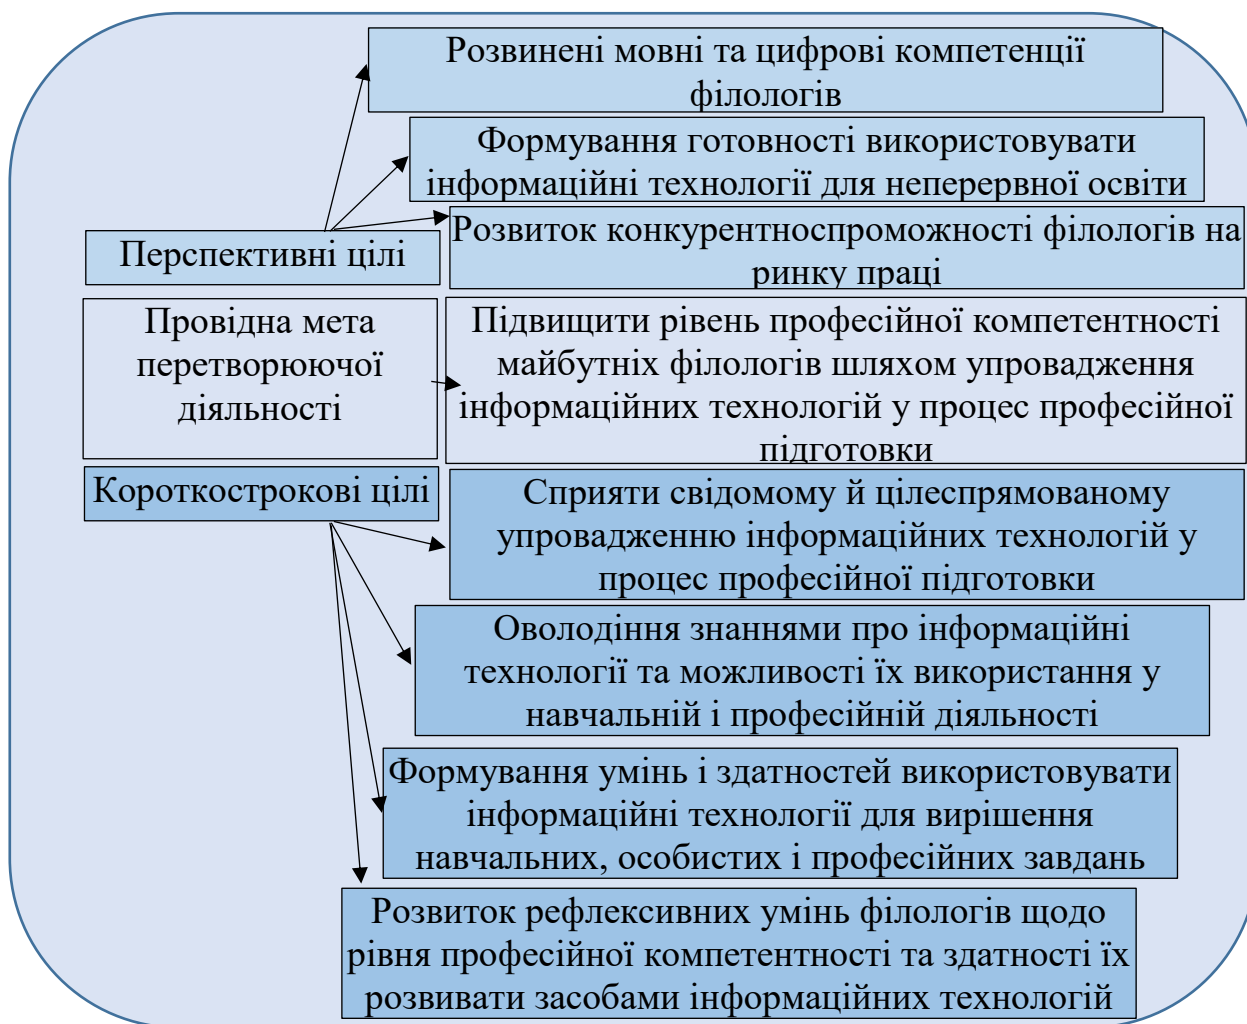 Розвинені мовні та цифрові компетенції
філологів
Формування готовності використовувати
інформаційні технології для неперервної освіти
Перспективні цілі
Розвиток конкурентноспроможності філологів на
ринку праці
Провідна мета
перетворюючої
діяльності
Підвищити рівень професійної компетентності
майбутніх філологів шляхом упровадження
інформаційних технологій у процес професійної
підготовки
Короткострокові цілі
Сприяти свідомому й цілеспрямованому
упровадженню інформаційних технологій у
процес професійної підготовки
Оволодіння знаннями про інформаційні
технології та можливості їх використання у
навчальній і професійній діяльності
Формування умінь і здатностей використовувати
інформаційні технології для вирішення
навчальних, особистих і професійних завдань
Розвиток рефлексивних умінь філологів щодо
рівня професійної компетентності та здатності їх
розвивати засобами інформаційних технологій